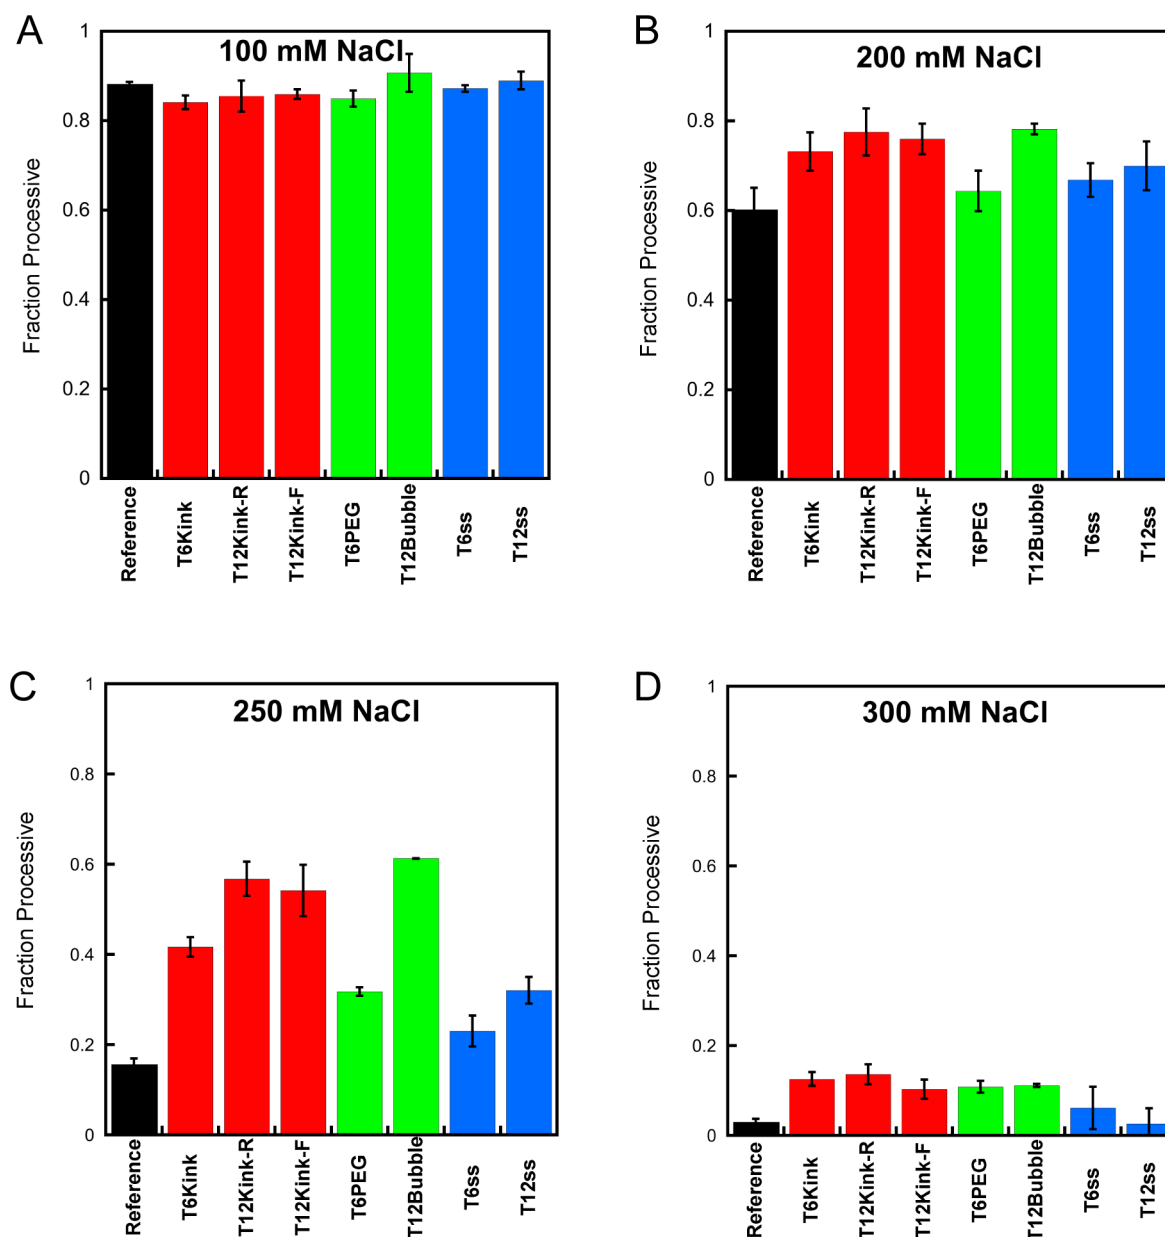 A
100 mM NaCl
Fraction Processive
1
0.8
0.6
0.4
0.2
0
Reference
T6Kink
T12Kink-R
T12Kink-F
T6PEG
T12Bubble
T6ss
T12ss
B
200 mM NaCl
Fraction Processive
1
0.8
0.6
0.4
0.2
0
Reference
T6Kink
T12Kink-R
T12Kink-F
T6PEG
T12Bubble
T6ss
T12ss
C
250 mM NaCl
Fraction Processive
1
0.8
0.6
0.4
0.2
0
Reference
T6Kink
T12Kink-R
T12Kink-F
T6PEG
T12Bubble
T6ss
T12ss
D
300 mM NaCl
Fraction Processive
1
0.8
0.6
0.4
0.2
0
Reference
T6Kink
T12Kink-R
T12Kink-F
T6PEG
T12Bubble
T6ss
T12ss